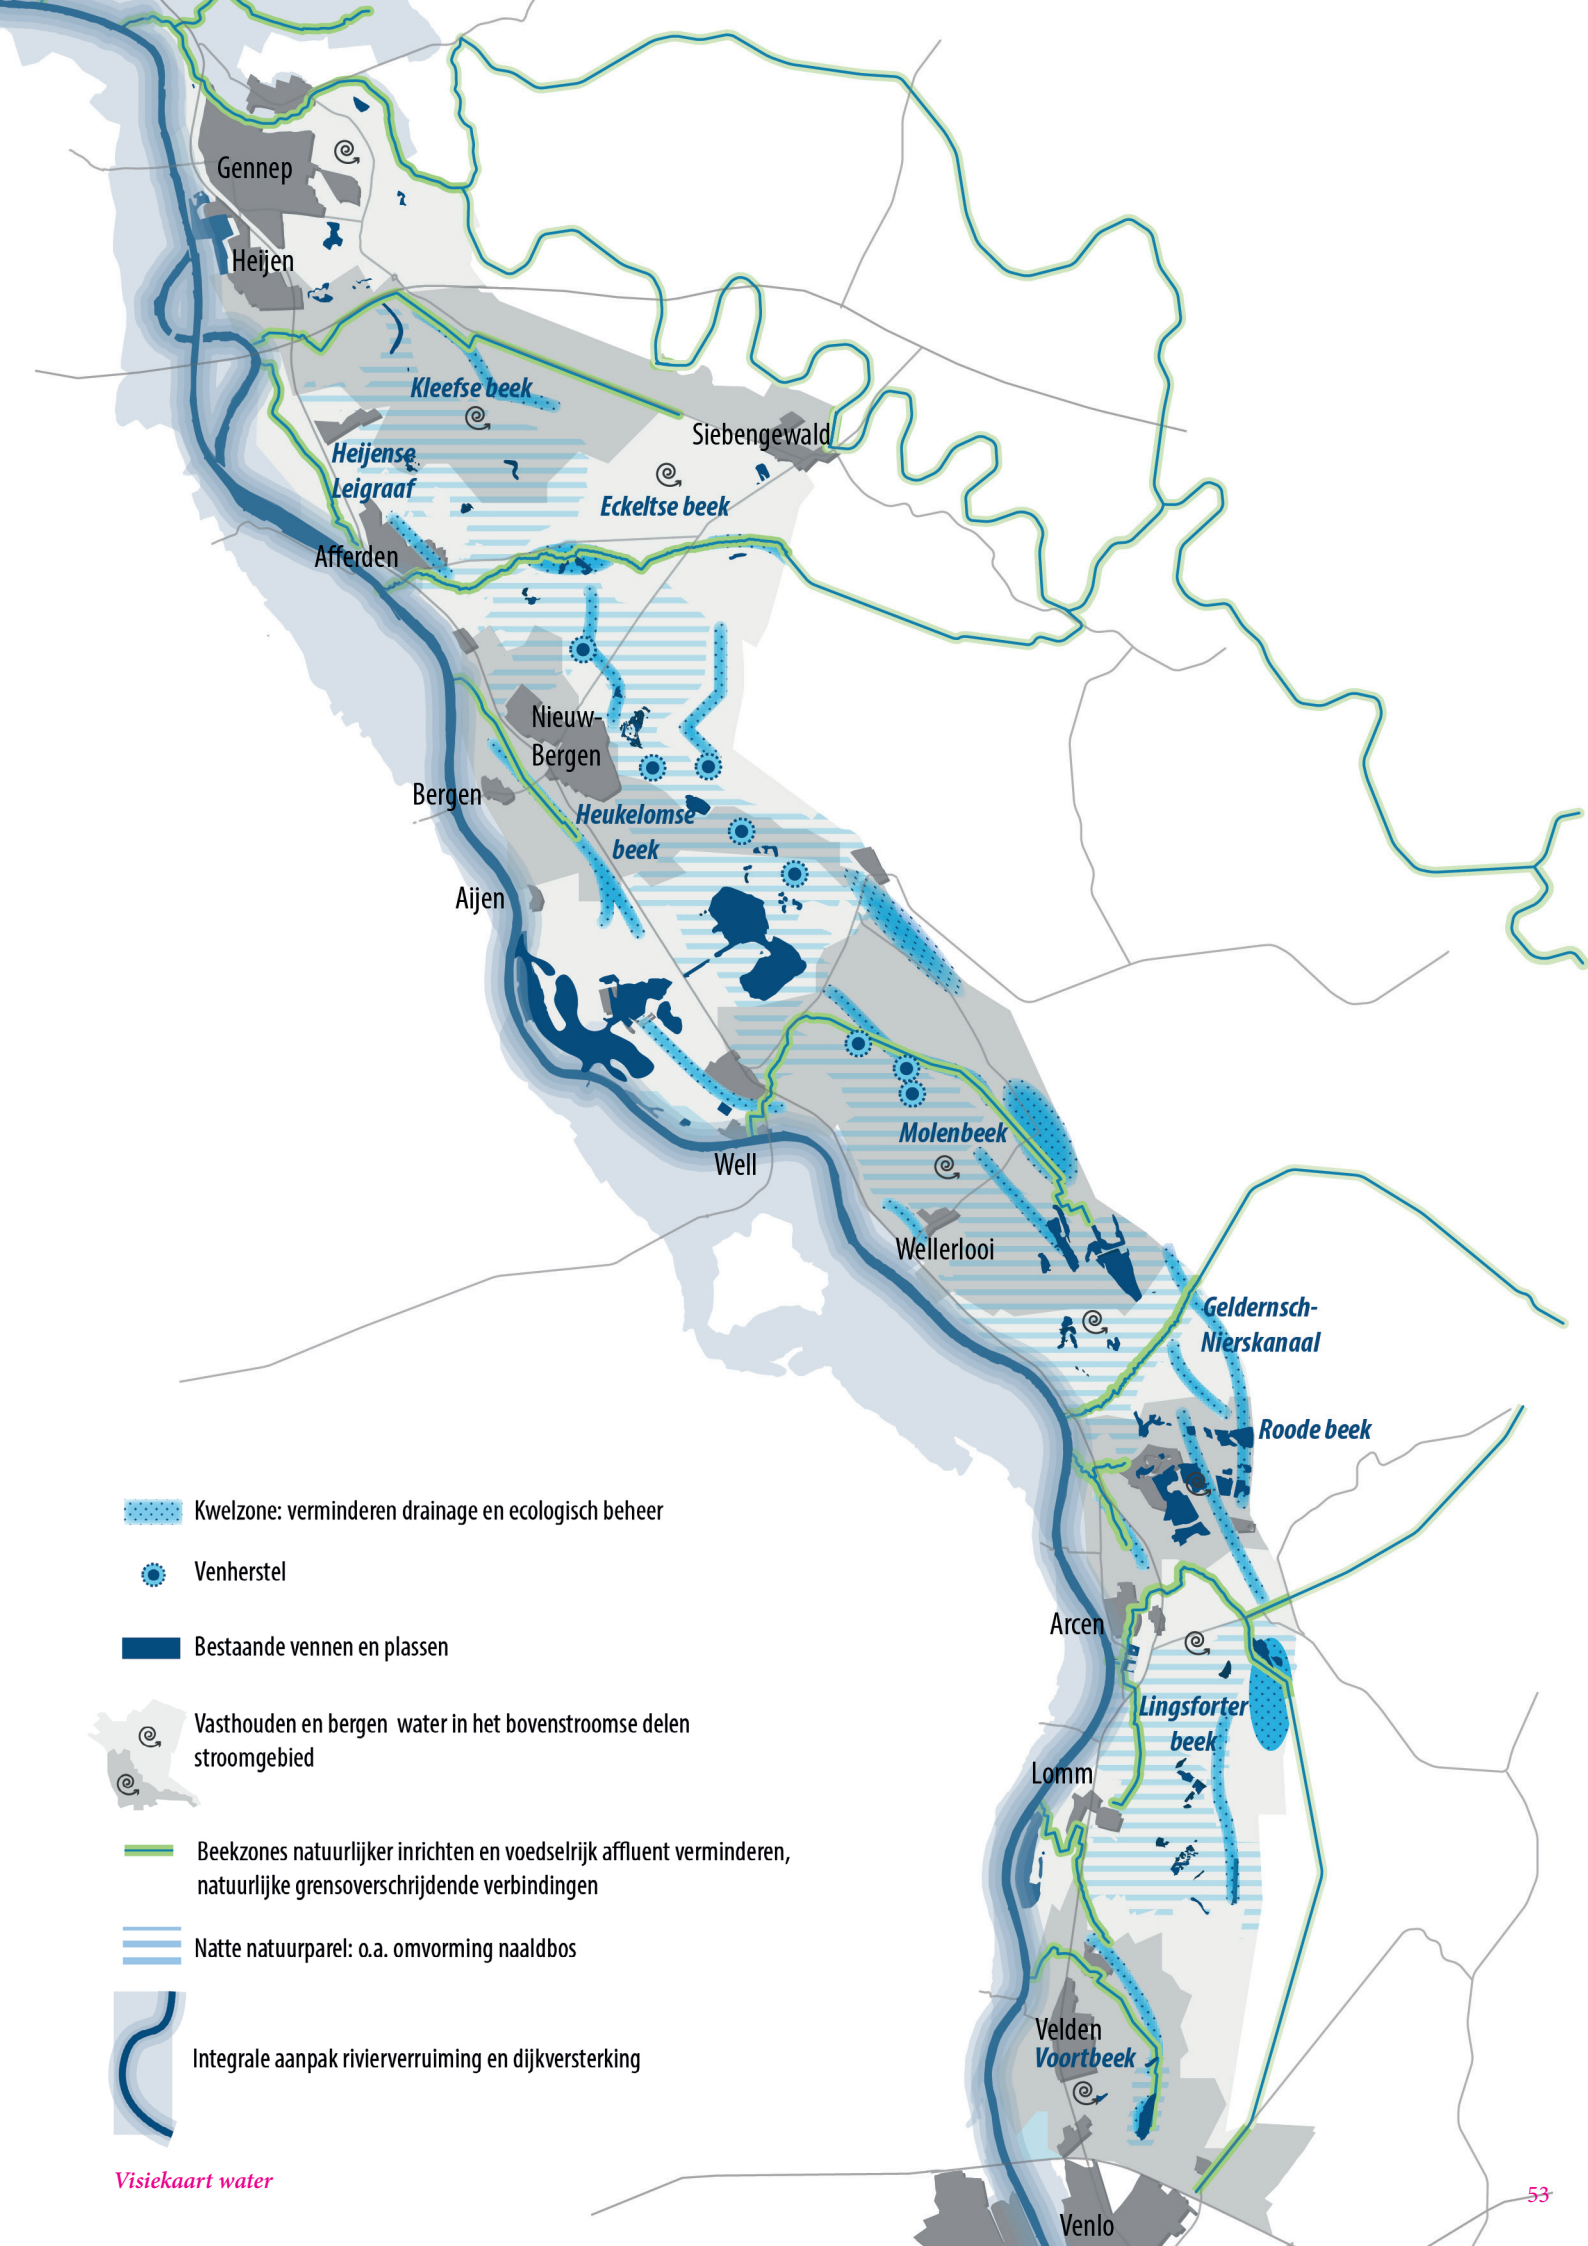 Gennep
Heijen
Kleefse beek
Siebengewald
Heijense
Leigraaf
Eckeltse beek
Afferden
Nieuw-
Bergen
Bergen
Heukelomse
beek
Aijen
Molenbeek
Well
Wellerlooi
Geldernsch-
Nierskanaal
Roode beek
Kwelzone: verminderen drainage en ecologisch beheer
Venherstel
Arcen
Bestaande vennen en plassen
Lingsforter
beek
Vasthouden en bergen water in het bovenstroomse delen
stroomgebied
Lomm
Beekzones natuurlijker inrichten en voedselrijk affluent verminderen,
natuurlijke grensoverschrijdende verbindingen
Natte natuurparel: o.a. omvorming naaldbos
Velden
Voortbeek
Integrale aanpak rivierverruiming en dijkversterking
Visiekaart water
53
Venlo